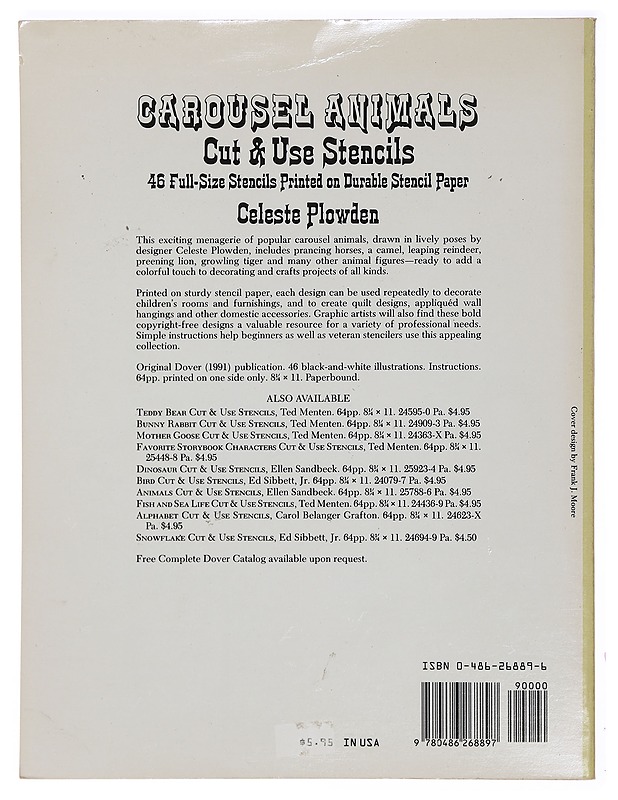 CAROUSEL ANIMALS
Cut & Use Stencils
46 Full-Size Stencils Printed on Durable Stencil Paper
Celeste Plowden
This exciting menagerie of popular carousel animals, drawn in lively poses by
designer Celeste Plowden, includes prancing horses, a camel, leaping reindeer,
preening lion, growling tiger and many other animal figures—ready to add a
colorful touch to decorating and crafts projects of all kinds.
Printed on sturdy stencil paper, each design can be used repeatedly to decorate
children's rooms and furnishings, and to create quilt designs, appliquéd wall
hangings and other domestic accessories. Graphic artists will also find these bold
copyright-free designs a valuable resource for a variety of professional needs.
Simple instructions help beginners as well as veteran stencilers use this appealing
collection.
Original Dover (1991) publication. 46 black-and-white illustrations. Instructions.
64pp. printed on one side only. 8¼ × 11. Paperbound.
ALSO AVAILABLE
TEDDY BEAR CUT & USE STENCILS, Ted Menten. 64pp. 8¼ × 11. 24595-0 Pa. $4.95
BUNNY RABBIT CUT & USE STENCILS, Ted Menten. 64pp. 8¼ × 11. 24909-3 Pa. $4.95
MOTHER GOOSE CUT & USE STENCILS, Ted Menten. 64pp. 8¼ × 11. 24363-X Pa. $4.95
FAVORITE STORYBOOK CHARACTERS CUT & USE STENCILS, Ted Menten. 64pp. 8¼ × 11.
25448-8 Pa. $4.95
DINOSAUR CUT & USE STENCILS, Ellen Sandbeck. 64pp. 8¼ × 11. 25923-4 Pa. $4.95
BIRD CUT & USE STENCILS, Ed Sibbett, Jr. 64pp. 8¼ × 11. 24079-7 Pa. $4.95
ANIMALS CUT & USE STENCILS, Ellen Sandbeck. 64pp. 8¼ × 11. 25788-6 Pa. $4.95
FISH AND SEA LIFE CUT & USE STENCILS, Ted Menten. 64pp. 8¼ × 11. 24436-9 Pa. $4.95
ALPHABET CUT & USE STENCILS, Carol Belanger Grafton. 64pp. 8¼ × 11. 24623-X
Pa. $4.95
SNOWFLAKE CUT & USE STENCILS, Ed Sibbett, Jr. 64pp. 8¼ × 11. 24694-9 Pa. $4.50
Free Complete Dover Catalog available upon request.
Cover design by Frank J. Moore
ISBN 0-486-26889-6
90000
9 780486 268897
$5.95 IN USA